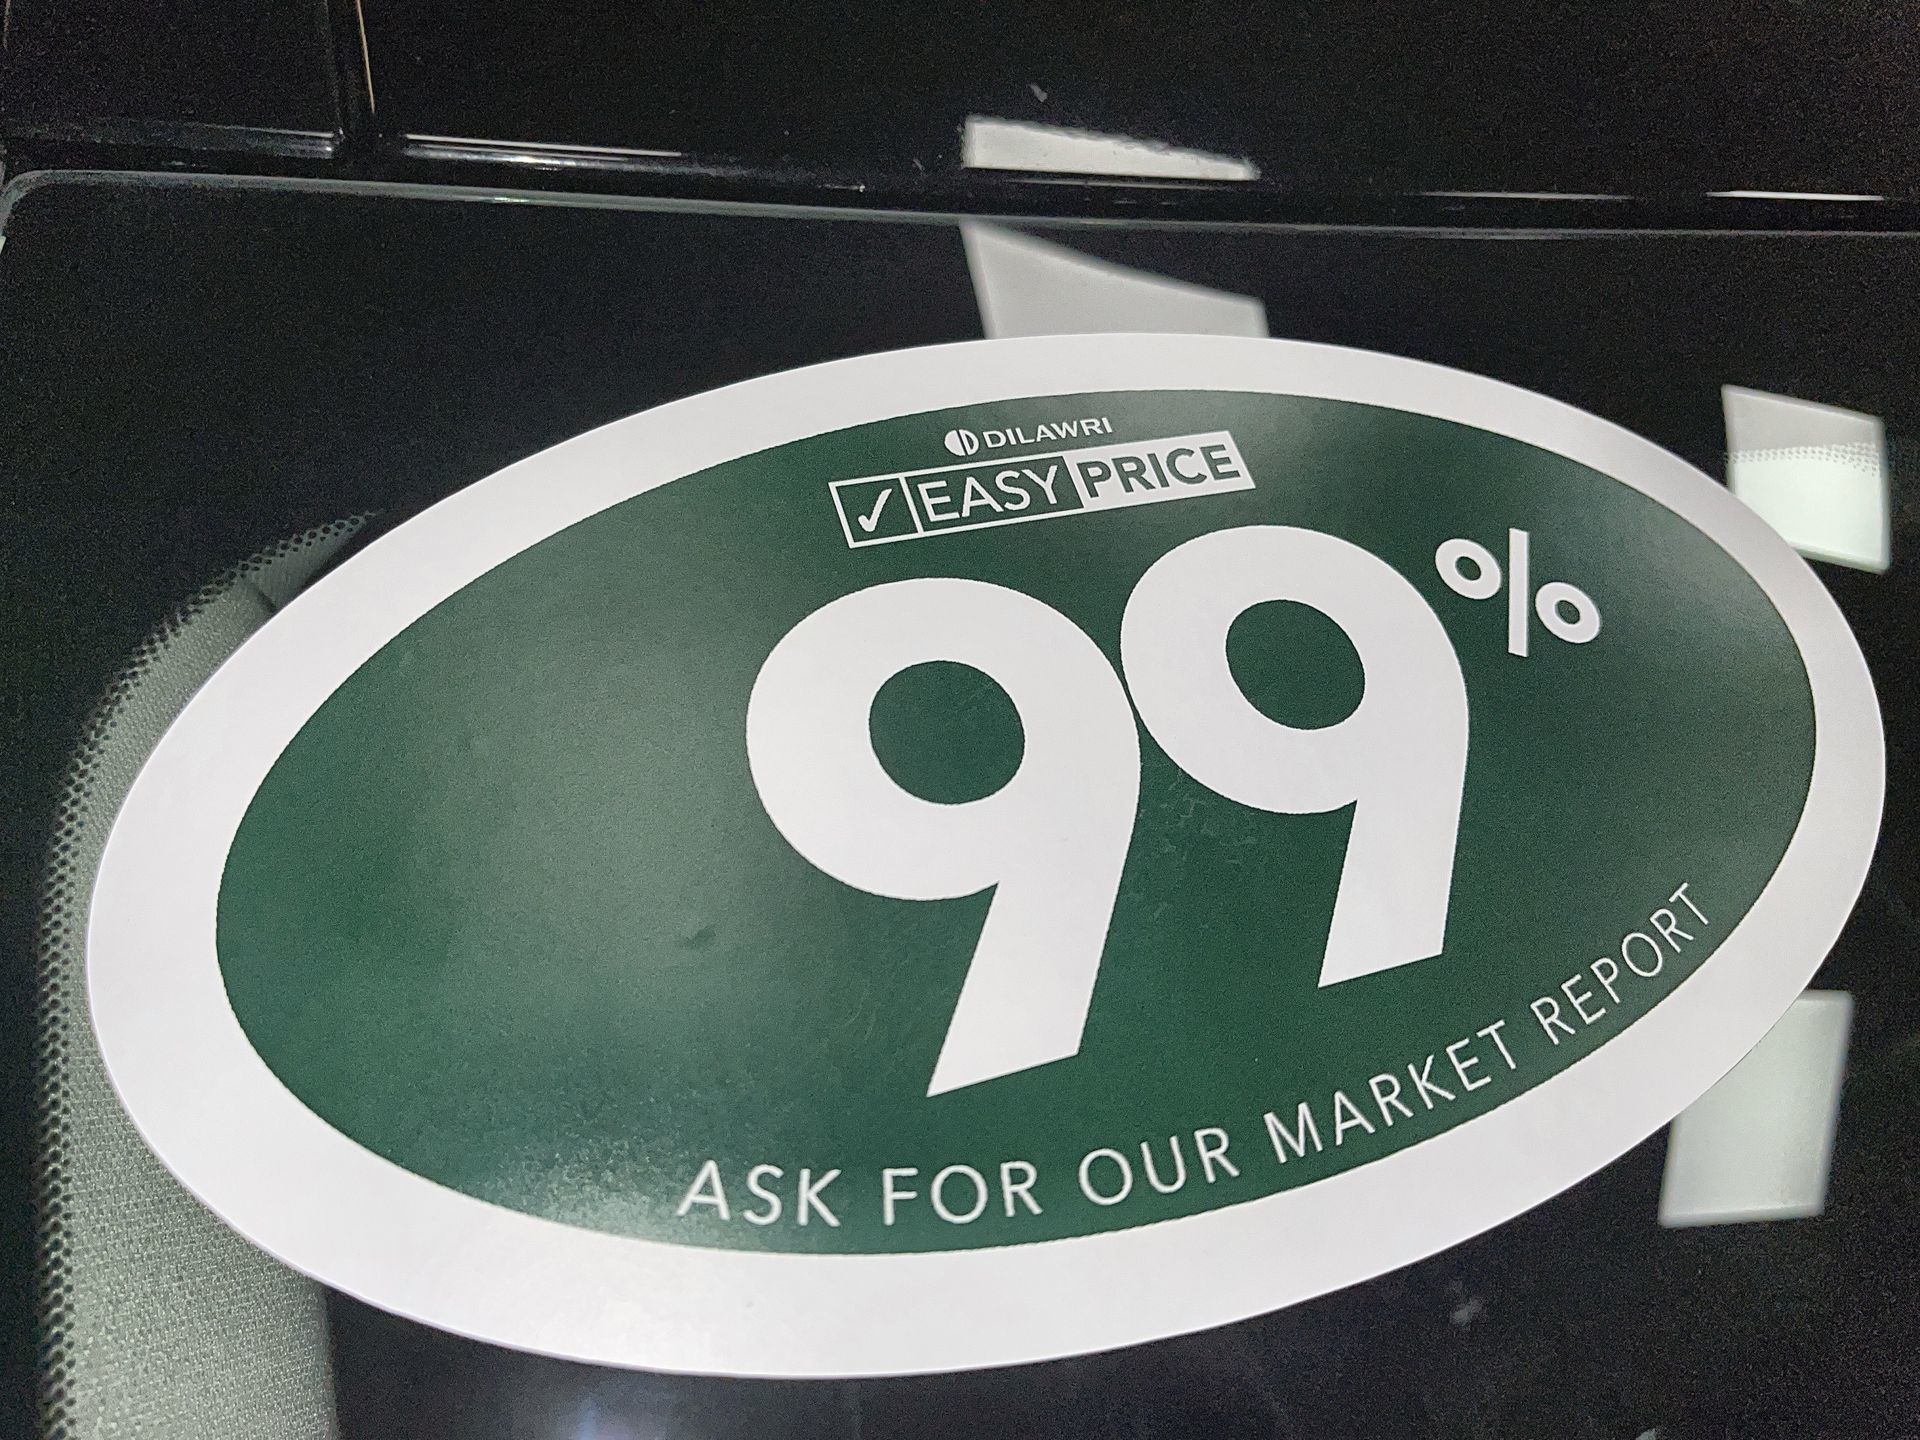 DILAWRI
✓ EASY PRICE
99%
ASK FOR OUR MARKET REPORT